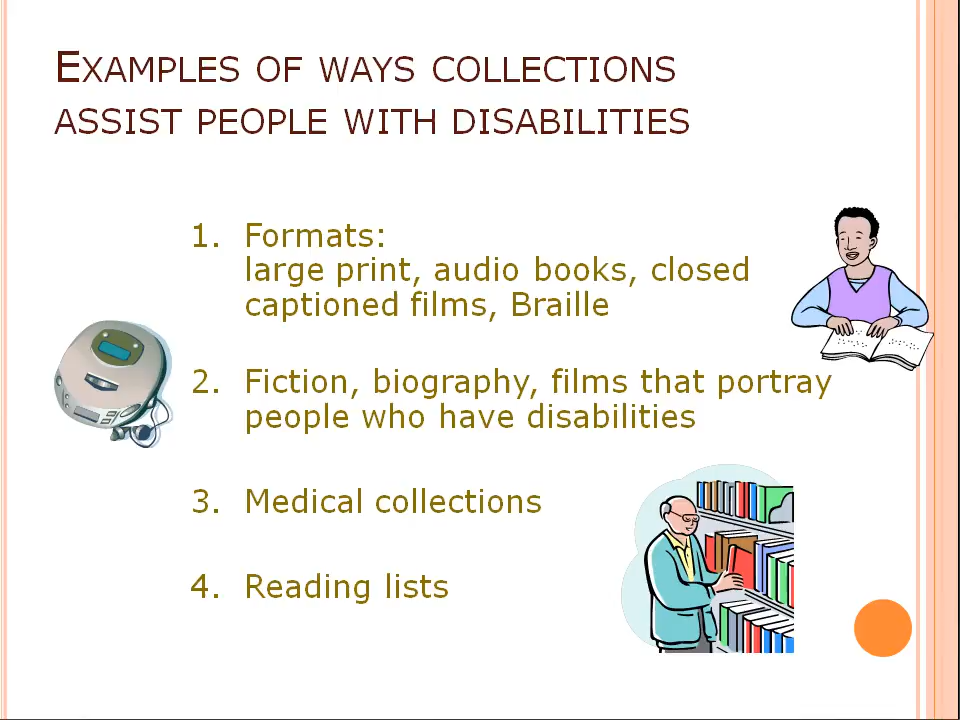 EXAMPLES OF WAYS COLLECTIONS
ASSIST PEOPLE WITH DISABILITIES
1. Formats:
large print, audio books, closed
captioned films, Braille
2. Fiction, biography, films that portray
people who have disabilities
3. Medical collections
4. Reading lists